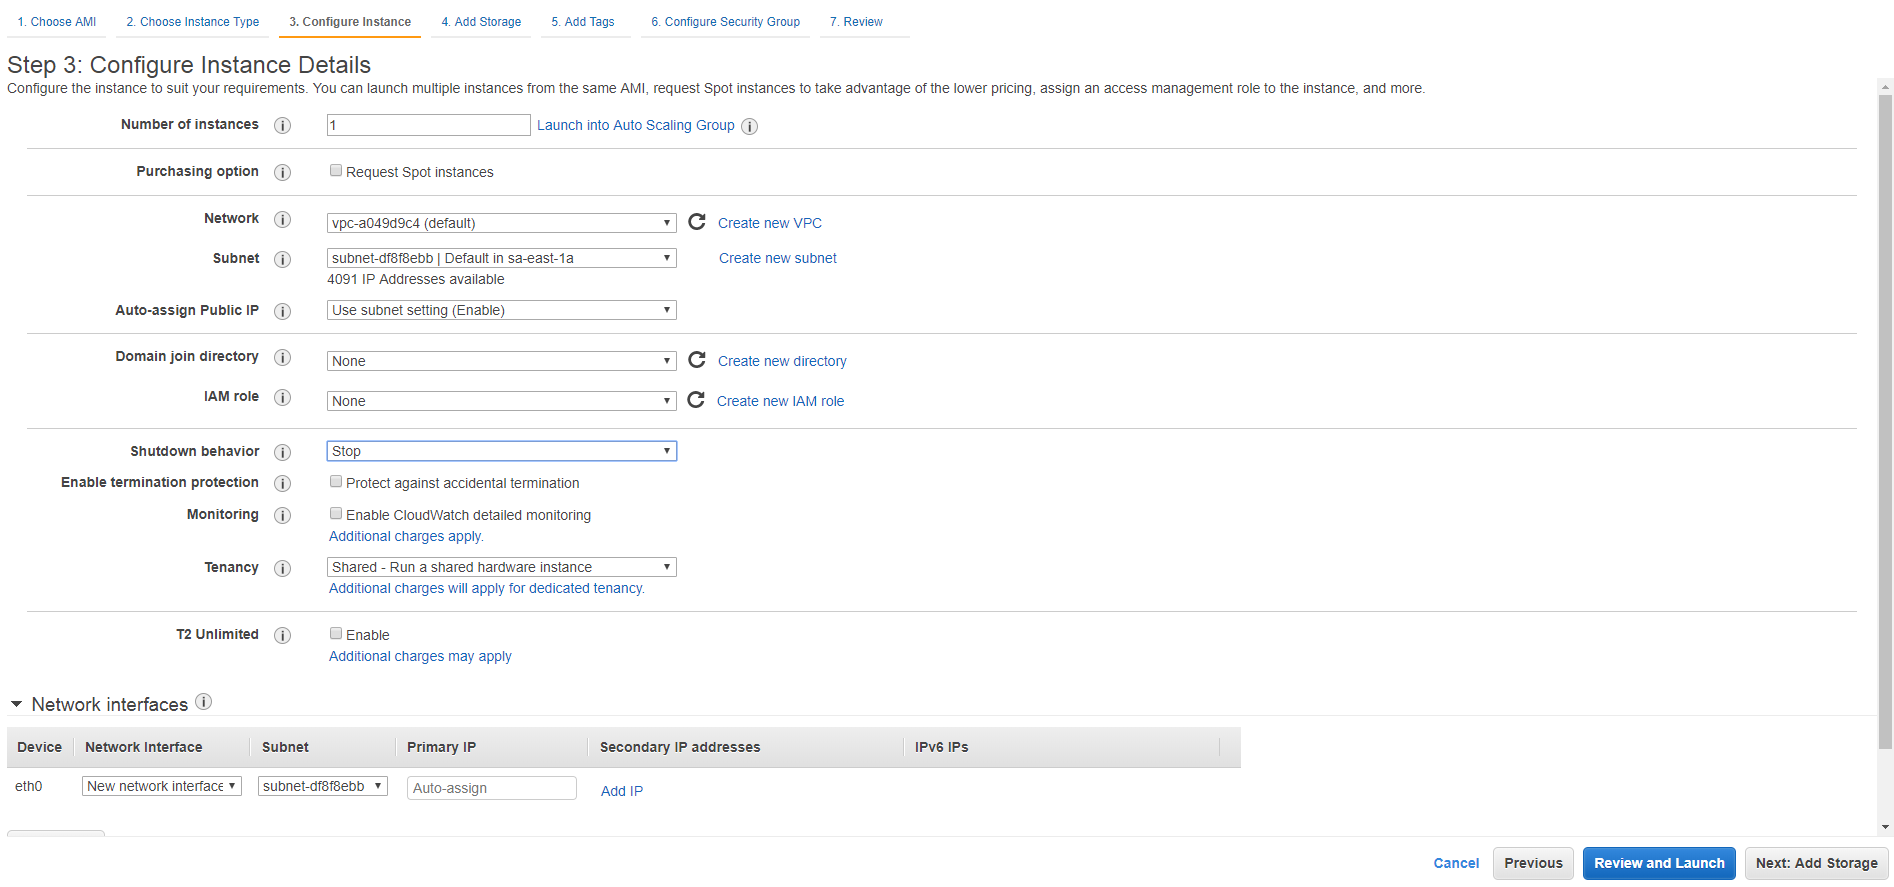 1. Choose AMI 2. Choose Instance Type 3. Configure Instance 4. Add Storage 5. Add Tags 6. Configure Security Group 7. Review
Step 3: Configure Instance Details
Configure the instance to suit your requirements. You can launch multiple instances from the same AMI, request Spot instances to take advantage of the lower pricing, assign an access management role to the instance, and more.
Number of instances 1 Launch into Auto Scaling Group
Purchasing option Request Spot instances
Network vpc-a049d9c4 (default) Create new VPC
Subnet subnet-df8f8ebb | Default in sa-east-1a Create new subnet
4091 IP Addresses available
Auto-assign Public IP Use subnet setting (Enable)
Domain join directory None Create new directory
IAM role None Create new IAM role
Shutdown behavior Stop
Enable termination protection Protect against accidental termination
Monitoring Enable CloudWatch detailed monitoring
Additional charges apply.
Tenancy Shared - Run a shared hardware instance
Additional charges will apply for dedicated tenancy.
T2 Unlimited Enable
Additional charges may apply
Network interfaces
Device Network Interface Subnet Primary IP Secondary IP addresses IPv6 IPs
eth0 New network interface subnet-df8f8ebb Auto-assign Add IP
Cancel Previous Review and Launch Next: Add Storage